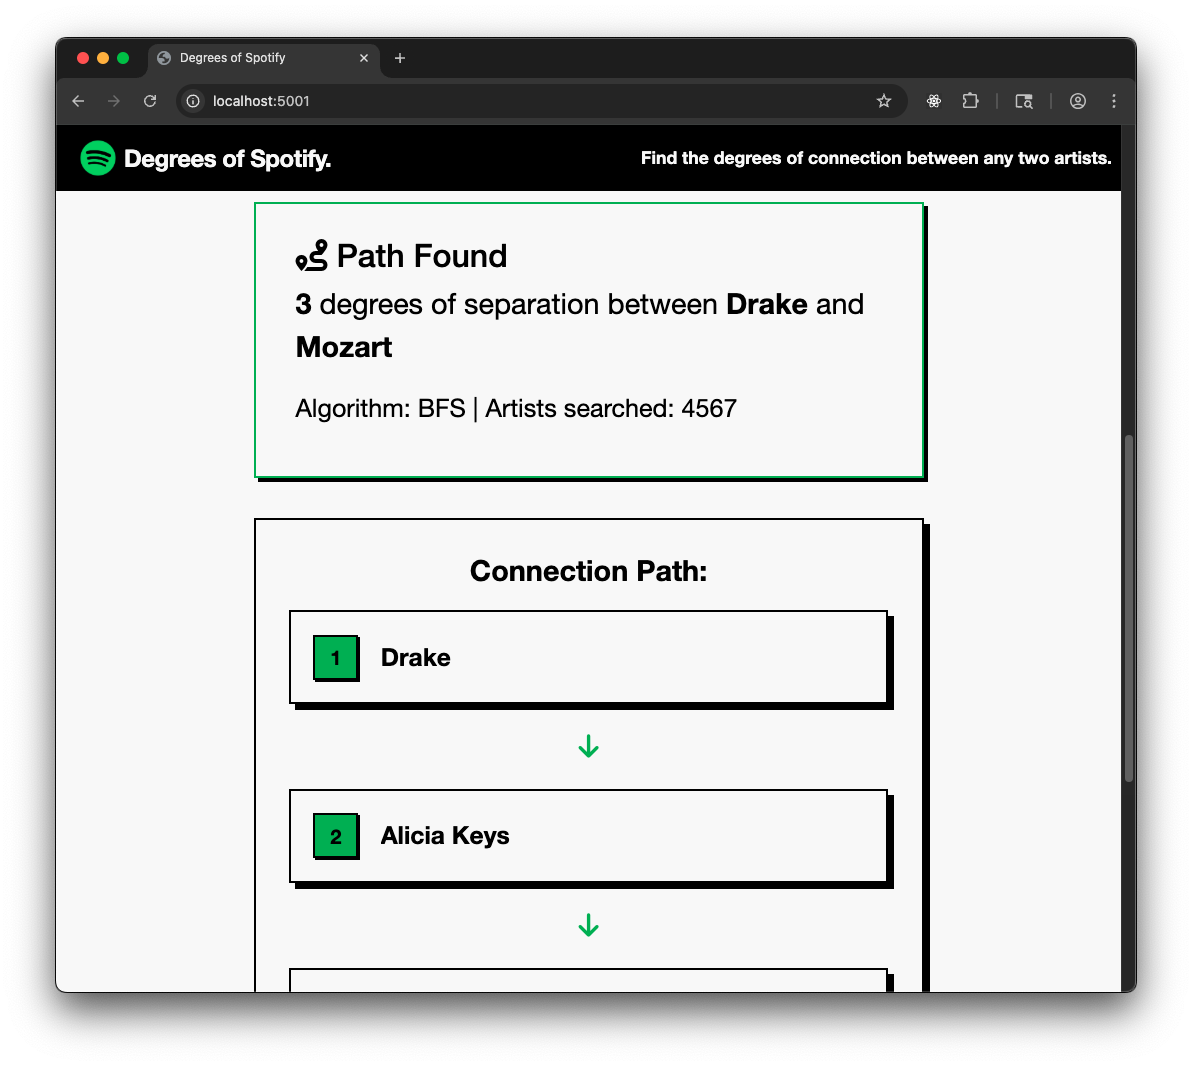 Degrees of Spotify
localhost:5001
Degrees of Spotify.
Find the degrees of connection between any two artists.
Path Found
3 degrees of separation between Drake and
Mozart
Algorithm: BFS | Artists searched: 4567
Connection Path:
1 Drake
2 Alicia Keys